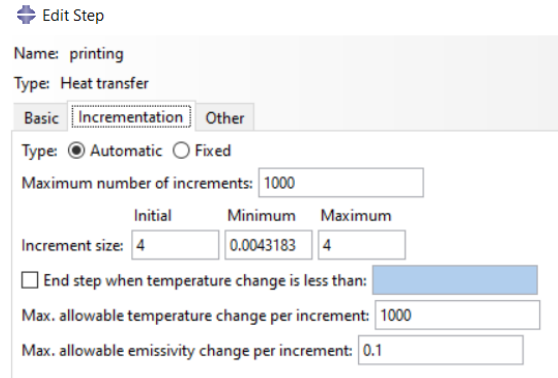 Edit Step
Name: printing
Type: Heat transfer
Basic Incrementation Other
Type: Automatic Fixed
Maximum number of increments: 1000
Initial Minimum Maximum
Increment size: 4 0.0043183 4
End step when temperature change is less than:
Max. allowable temperature change per increment: 1000
Max. allowable emissivity change per increment: 0.1